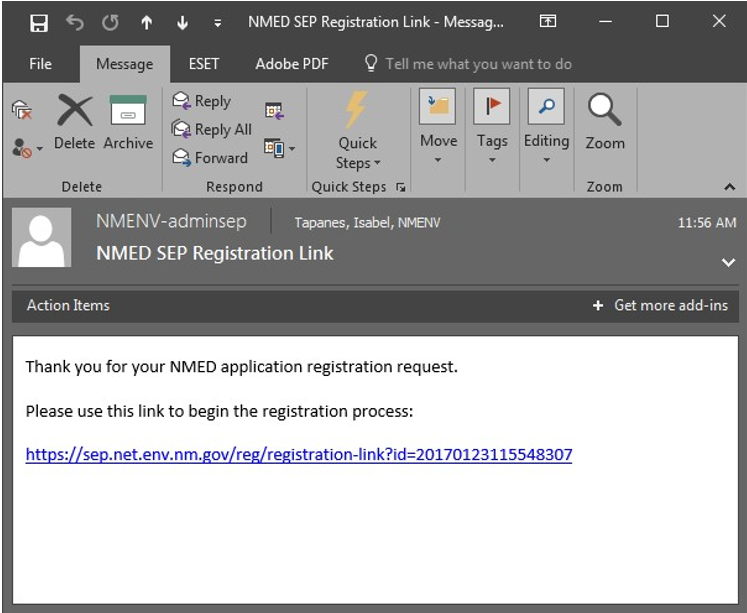 NMED SEP Registration Link - Messag...
File Message ESET Adobe PDF Tell me what you want to do
Delete Archive
Reply
Reply All
Forward
Quick
Steps
Move Tags Editing Zoom
Delete Respond Quick Steps Zoom
NMENV-adminsep Tapanes, Isabel, NMENV 11:56 AM
NMED SEP Registration Link
Action Items + Get more add-ins
Thank you for your NMED application registration request.
Please use this link to begin the registration process:
https://sep.net.env.nm.gov/reg/registration-link?id=20170123115548307